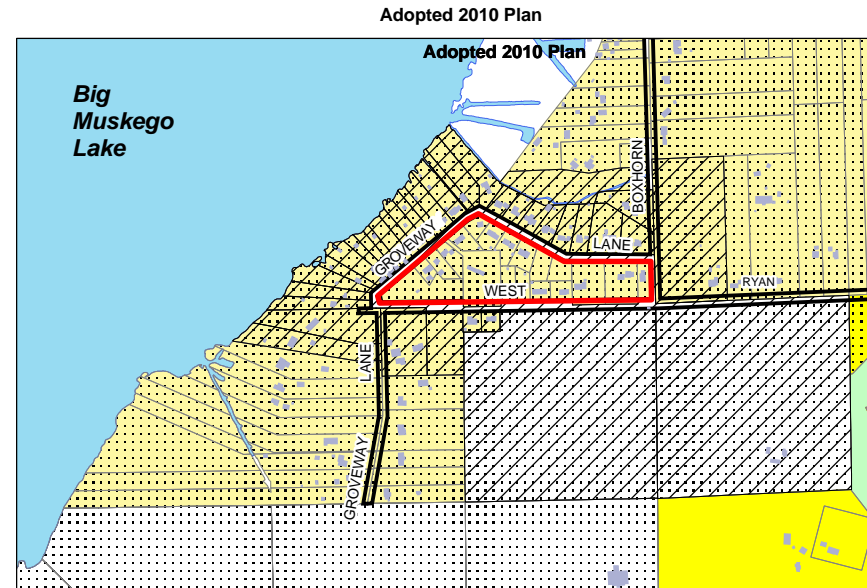 Adopted 2010 Plan
Adopted 2010 Plan
Big
Muskego
Lake
BOXHORN
GROVEWAY
LANE
WEST
RYAN
LANE
GROVEWAY